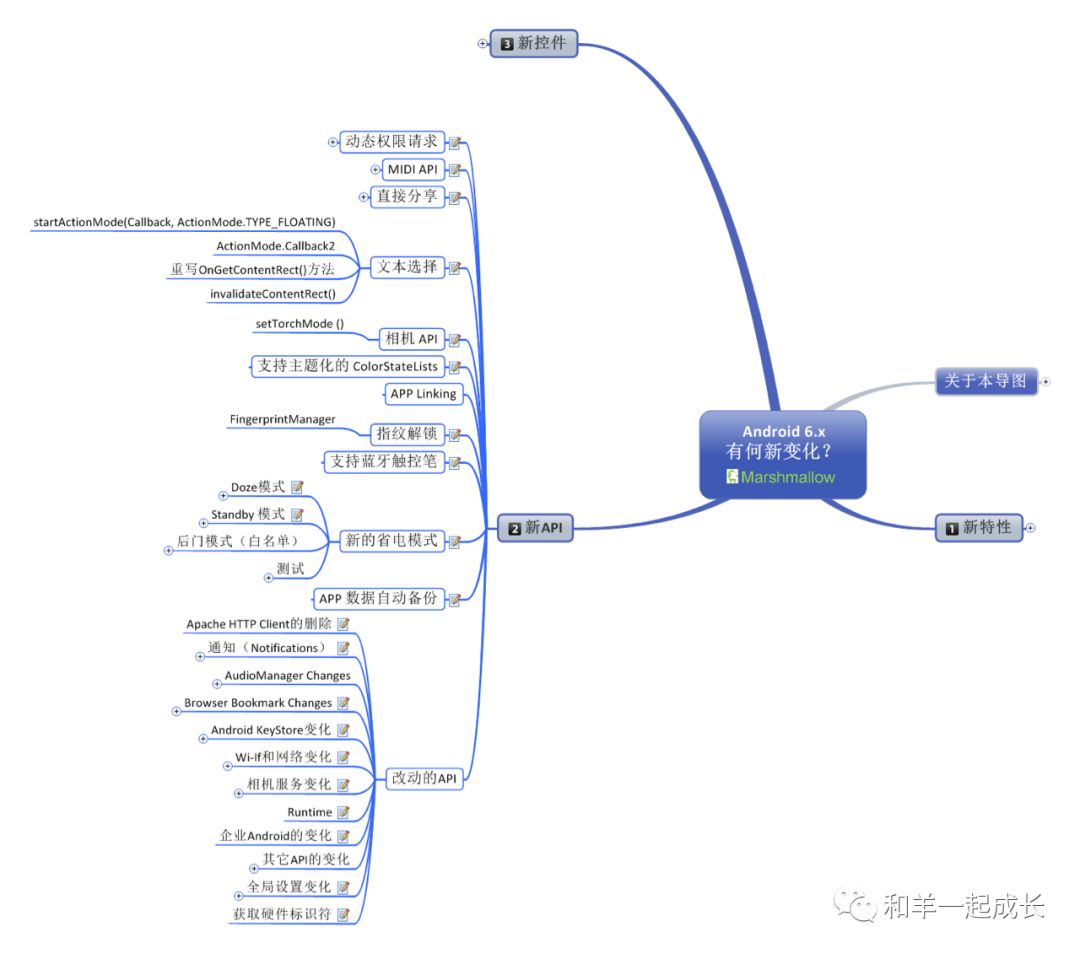 3 新控件
动态权限请求
MIDI API
直接分享
startActionMode(Callback, ActionMode.TYPE_FLOATING)
ActionMode.Callback2
重写OnGetContentRect()方法
invalidateContentRect()
文本选择
setTorchMode ()
相机 API
支持主题化的 ColorStateLists
APP Linking
FingerprintManager
指纹解锁
支持蓝牙触控笔
Doze模式
Standby 模式
后门模式（白名单）
测试
新的省电模式
APP 数据自动备份
Apache HTTP Client的删除
通知（Notifications）
AudioManager Changes
Browser Bookmark Changes
Android KeyStore变化
Wi-If和网络变化
相机服务变化
Runtime
企业Android的变化
其它API的变化
全局设置变化
获取硬件标识符
改动的API
2 新API
Android 6.x
有何新变化？
Marshmallow
关于本导图
1 新特性
和羊一起成长